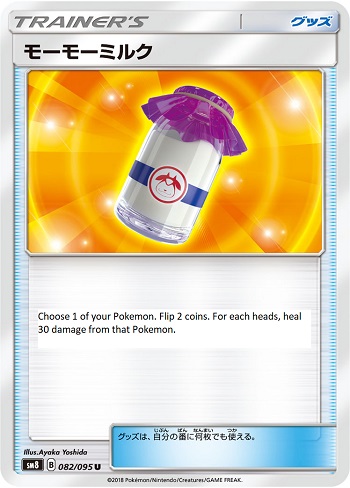 TRAINER'S
グッズ
モーモーミルク
Choose 1 of your Pokemon. Flip 2 coins. For each heads, heal
30 damage from that Pokemon.
グッズは、自分の番に何枚でも使える。
Illus.Ayaka Yoshida
sm8 B 082/095 U
©2018 Pokémon/Nintendo/Creatures/GAME FREAK.